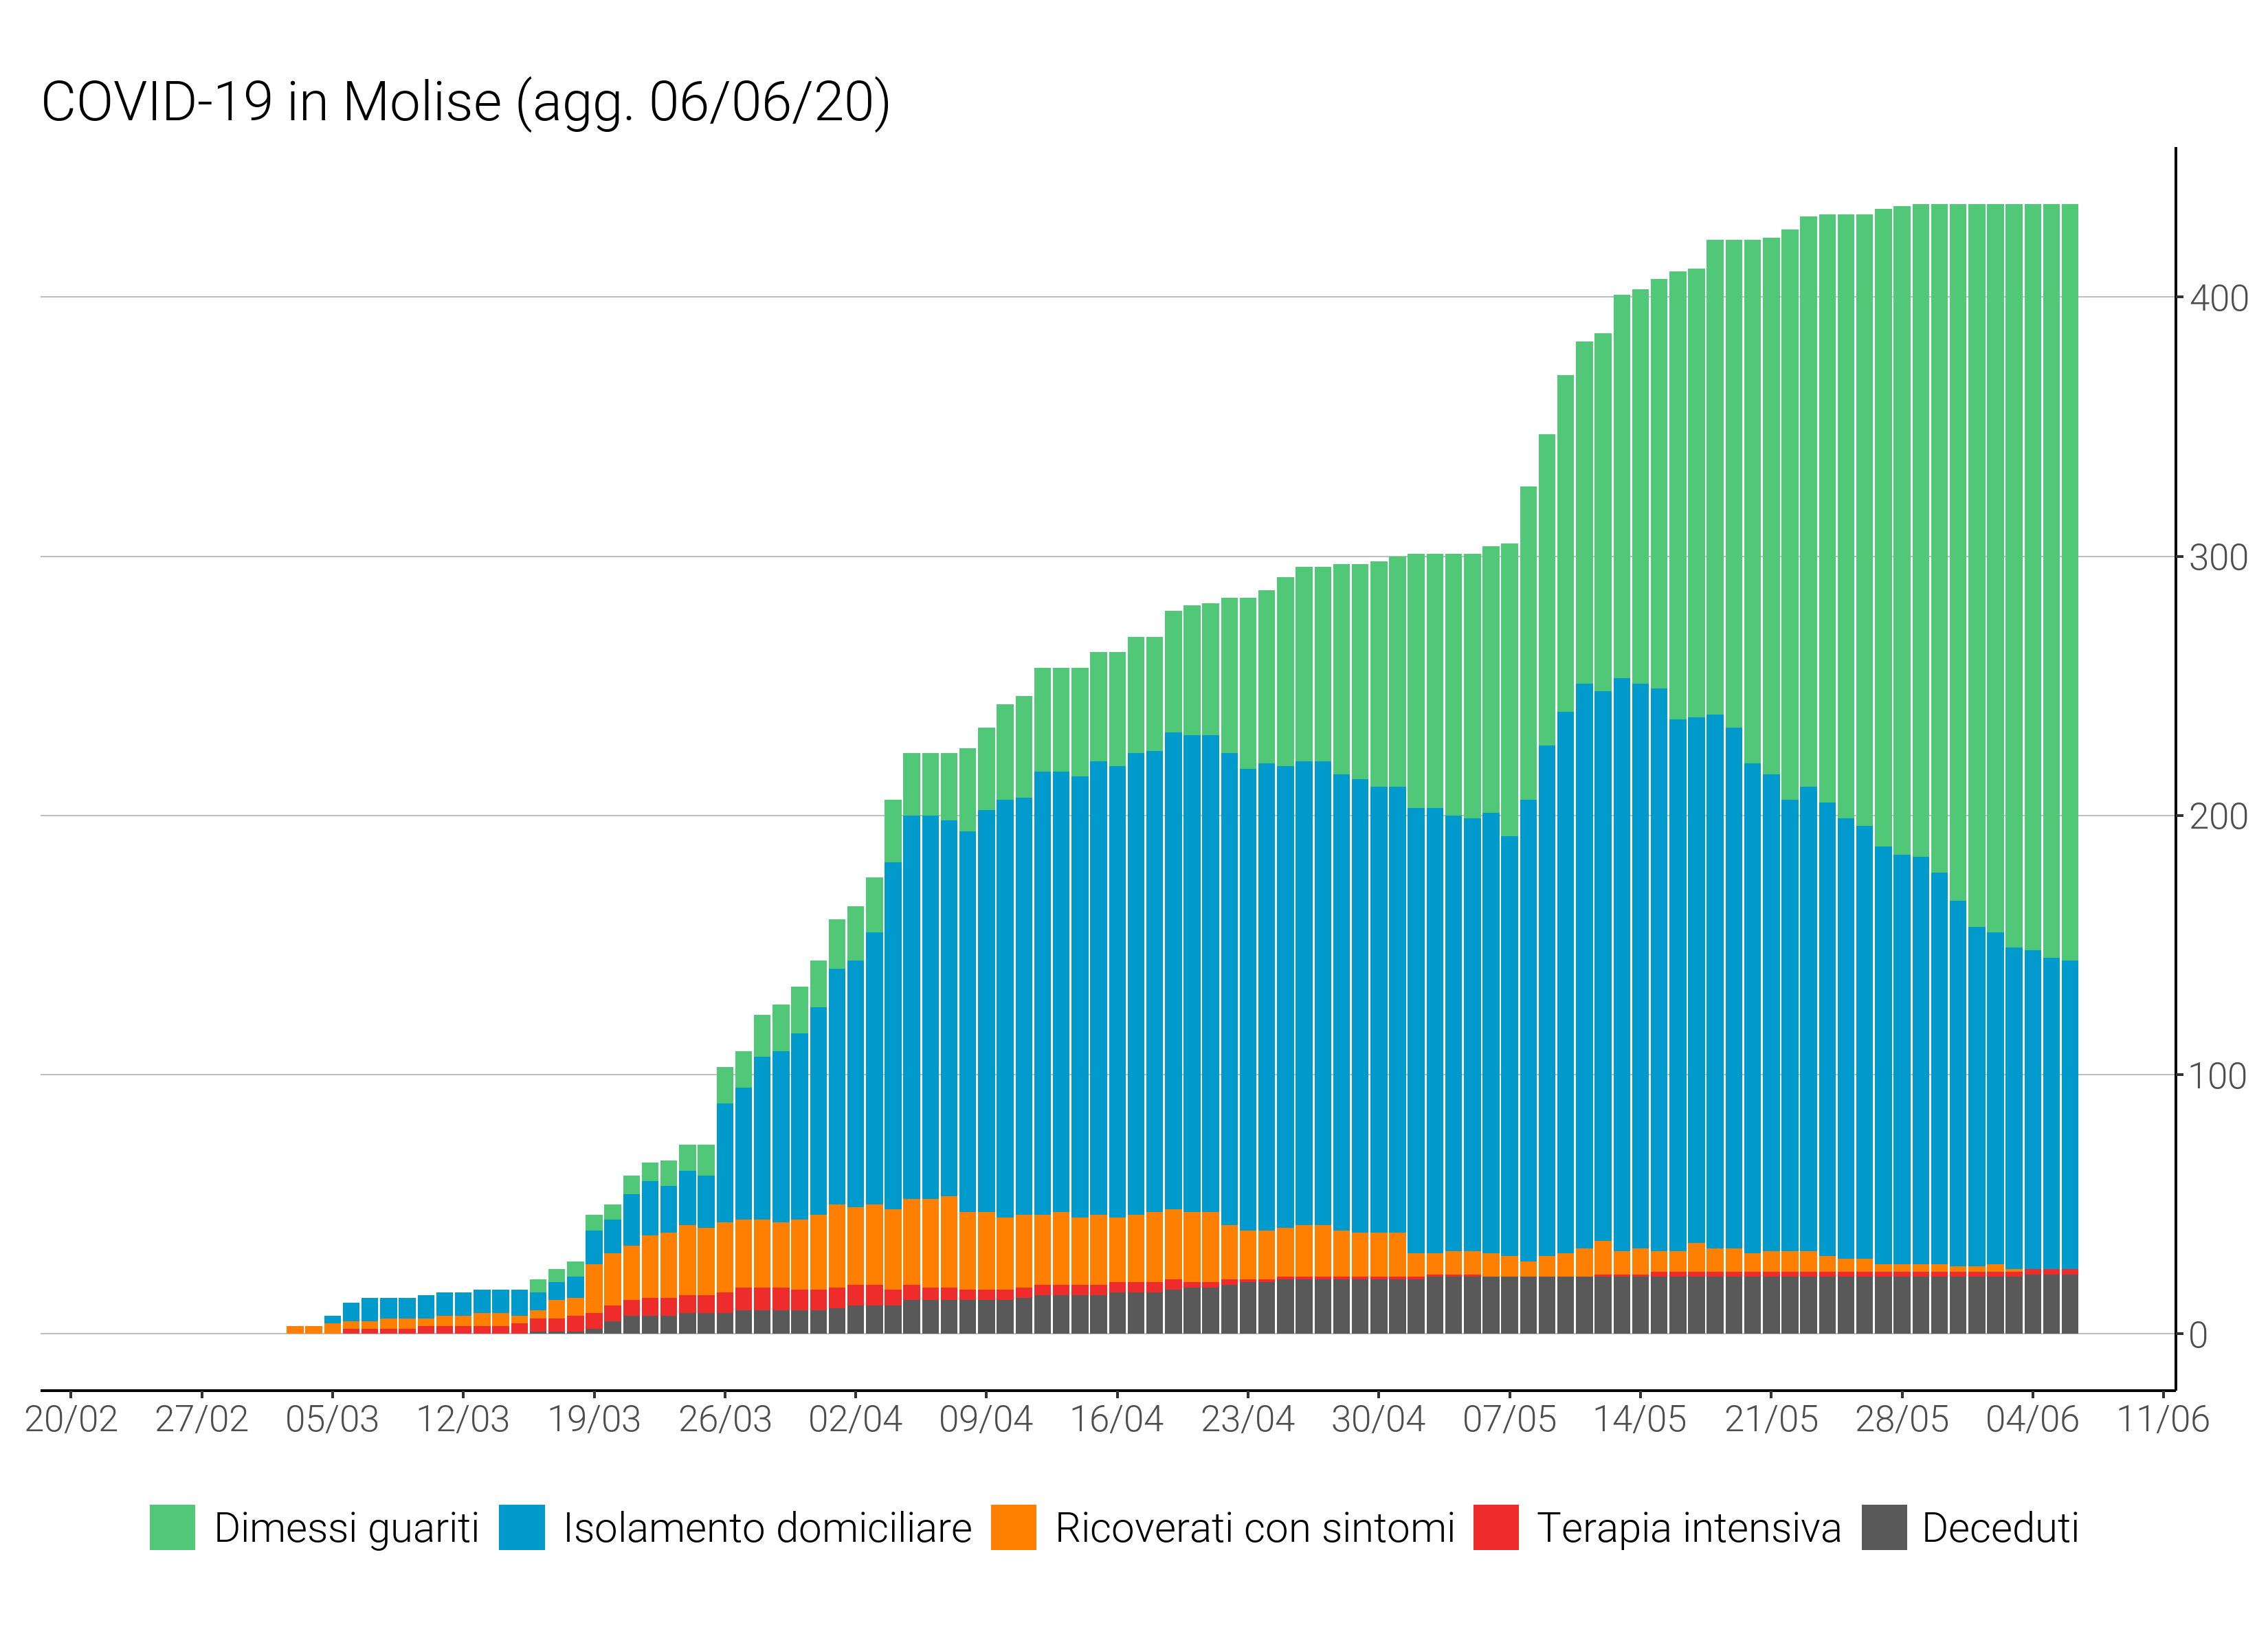 COVID-19 in Molise (agg. 06/06/20)
400
300
200
100
0
20/02 27/02 05/03 12/03 19/03 26/03 02/04 09/04 16/04 23/04 30/04 07/05 14/05 21/05 28/05 04/06 11/06
Dimessi guariti Isolamento domiciliare Ricoverati con sintomi Terapia intensiva Deceduti